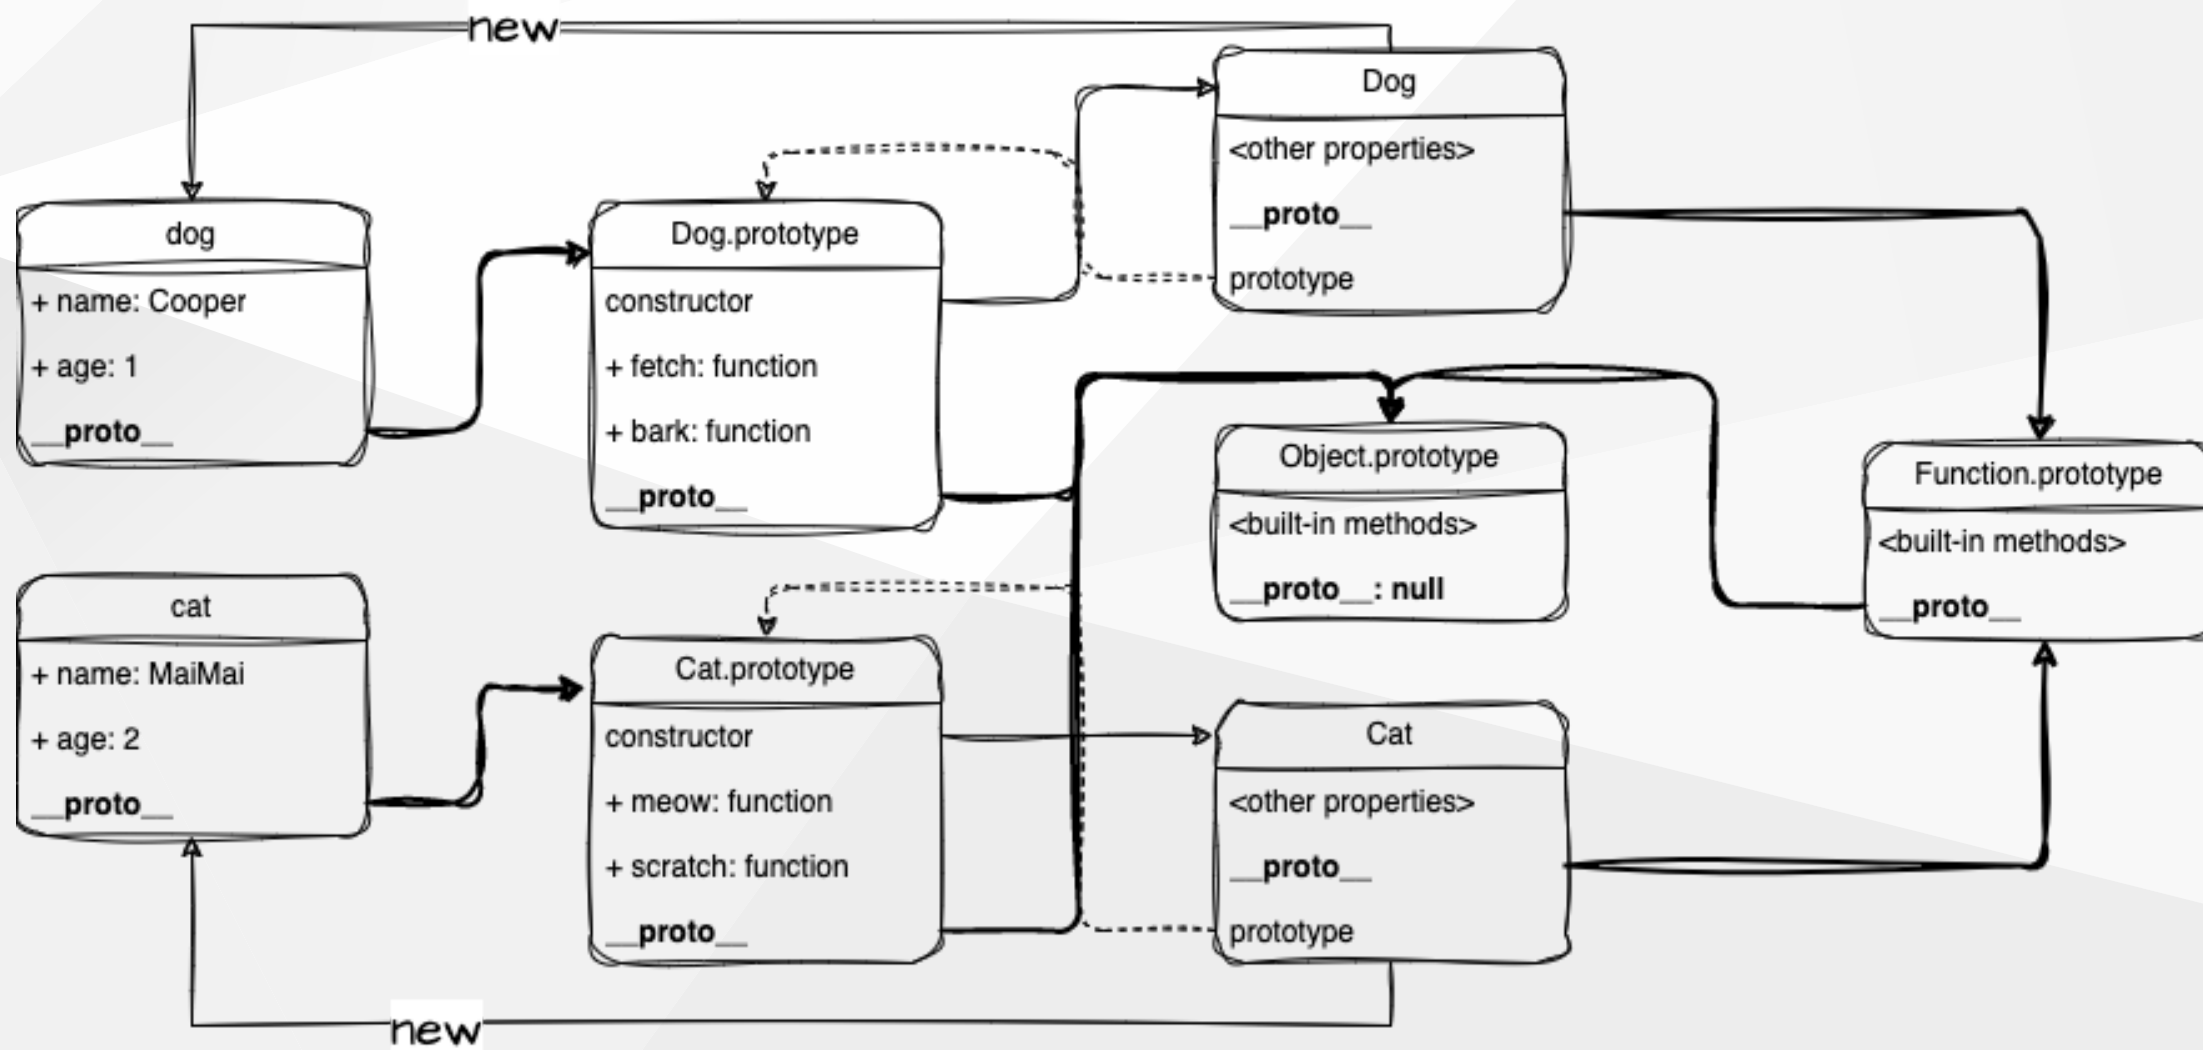 new
Dog
<other properties>
__proto__
prototype
dog
+ name: Cooper
+ age: 1
__proto__
Dog.prototype
constructor
+ fetch: function
+ bark: function
__proto__
Object.prototype
<built-in methods>
__proto__: null
Function.prototype
<built-in methods>
__proto__
cat
+ name: MaiMai
+ age: 2
__proto__
Cat.prototype
constructor
+ meow: function
+ scratch: function
__proto__
Cat
<other properties>
__proto__
prototype
new